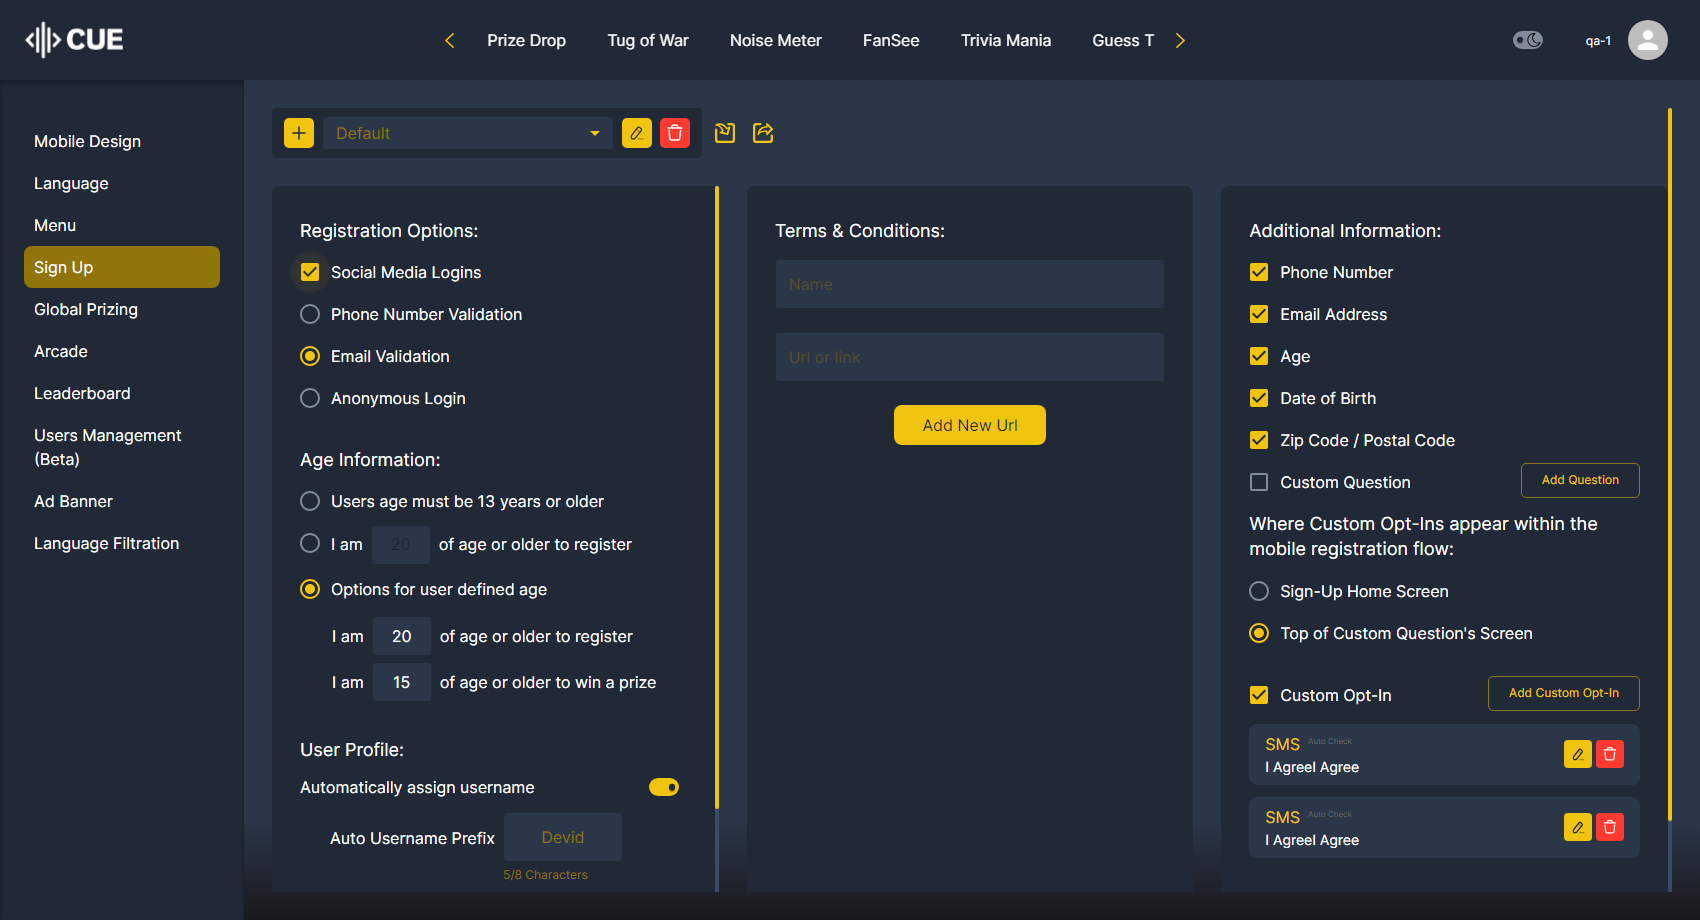 CUE
Prize Drop
Tug of War
Noise Meter
FanSee
Trivia Mania
Guess T
qa-1
Mobile Design
Language
Menu
Sign Up
Global Prizing
Arcade
Leaderboard
Users Management
(Beta)
Ad Banner
Language Filtration
Default
Registration Options:
Social Media Logins
Phone Number Validation
Email Validation
Anonymous Login
Age Information:
Users age must be 13 years or older
I am 20 of age or older to register
Options for user defined age
I am 20 of age or older to register
I am 15 of age or older to win a prize
User Profile:
Automatically assign username
Auto Username Prefix Devid
5/8 Characters
Terms & Conditions:
Name
Url or link
Add New Url
Additional Information:
Phone Number
Email Address
Age
Date of Birth
Zip Code / Postal Code
Custom Question Add Question
Where Custom Opt-Ins appear within the
mobile registration flow:
Sign-Up Home Screen
Top of Custom Question's Screen
Custom Opt-In Add Custom Opt-In
SMS Auto Check
I AgreeI Agree
SMS Auto Check
I AgreeI Agree